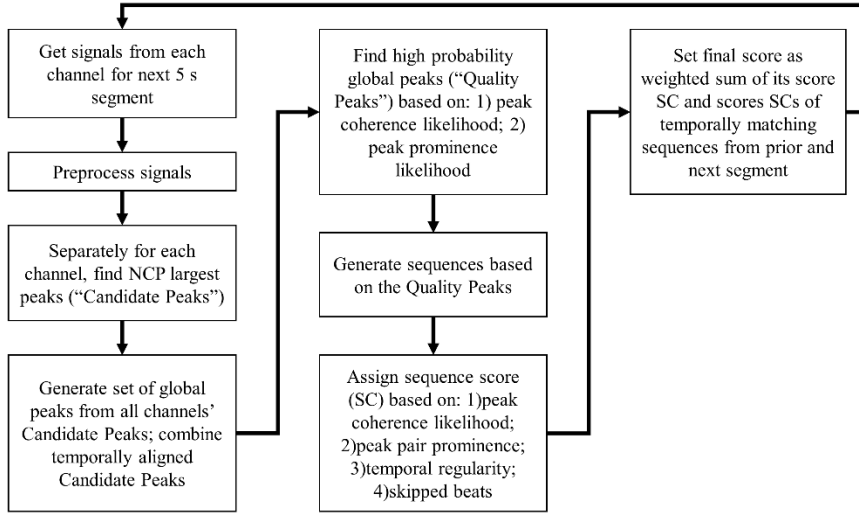 Get signals from each
channel for next 5 s
segment
Preprocess signals
Separately for each
channel, find NCP largest
peaks (“Candidate Peaks”)
Generate set of global
peaks from all channels’
Candidate Peaks; combine
temporally aligned
Candidate Peaks
Find high probability
global peaks (“Quality
Peaks”) based on: 1) peak
coherence likelihood; 2)
peak prominence
likelihood
Generate sequences based
on the Quality Peaks
Assign sequence score
(SC) based on: 1)peak
coherence likelihood;
2)peak pair prominence;
3)temporal regularity;
4)skipped beats
Set final score as
weighted sum of its score
SC and scores SCs of
temporally matching
sequences from prior and
next segment